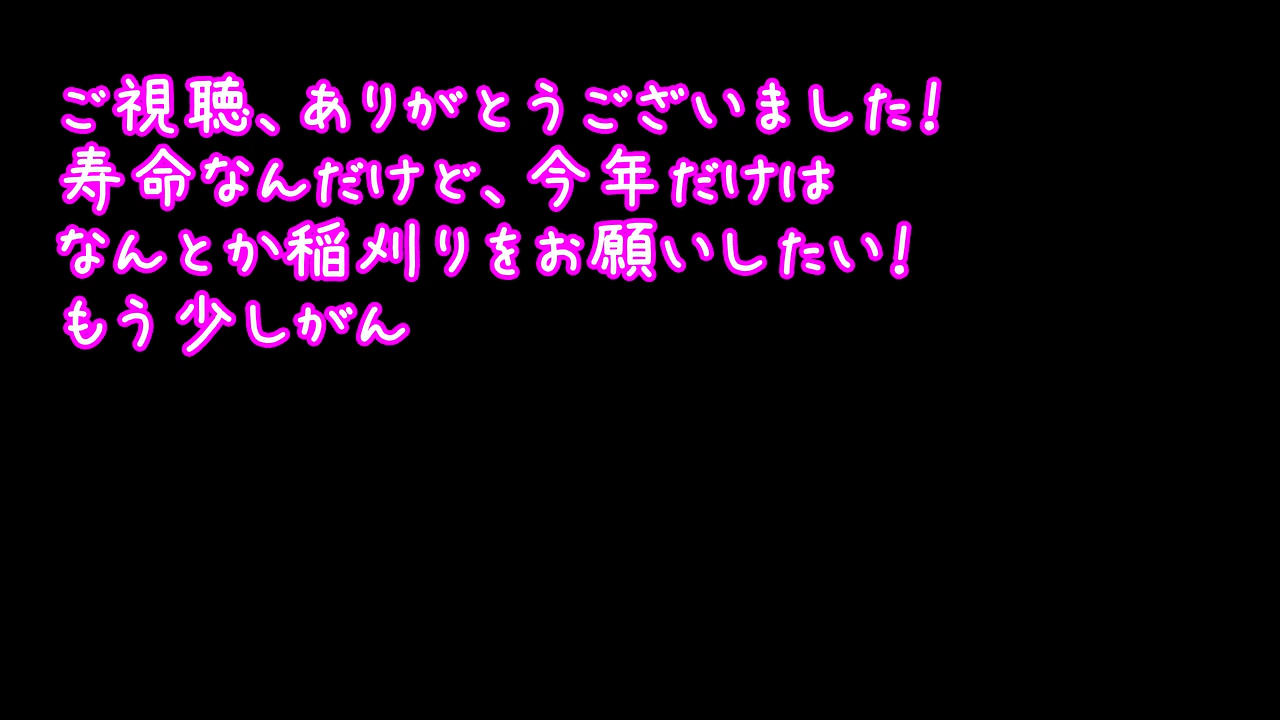 ご視聴、ありがとうございました!
寿命なんだけど、今年だけは
なんとか稲刈りをお願いしたい!
もう少しがん